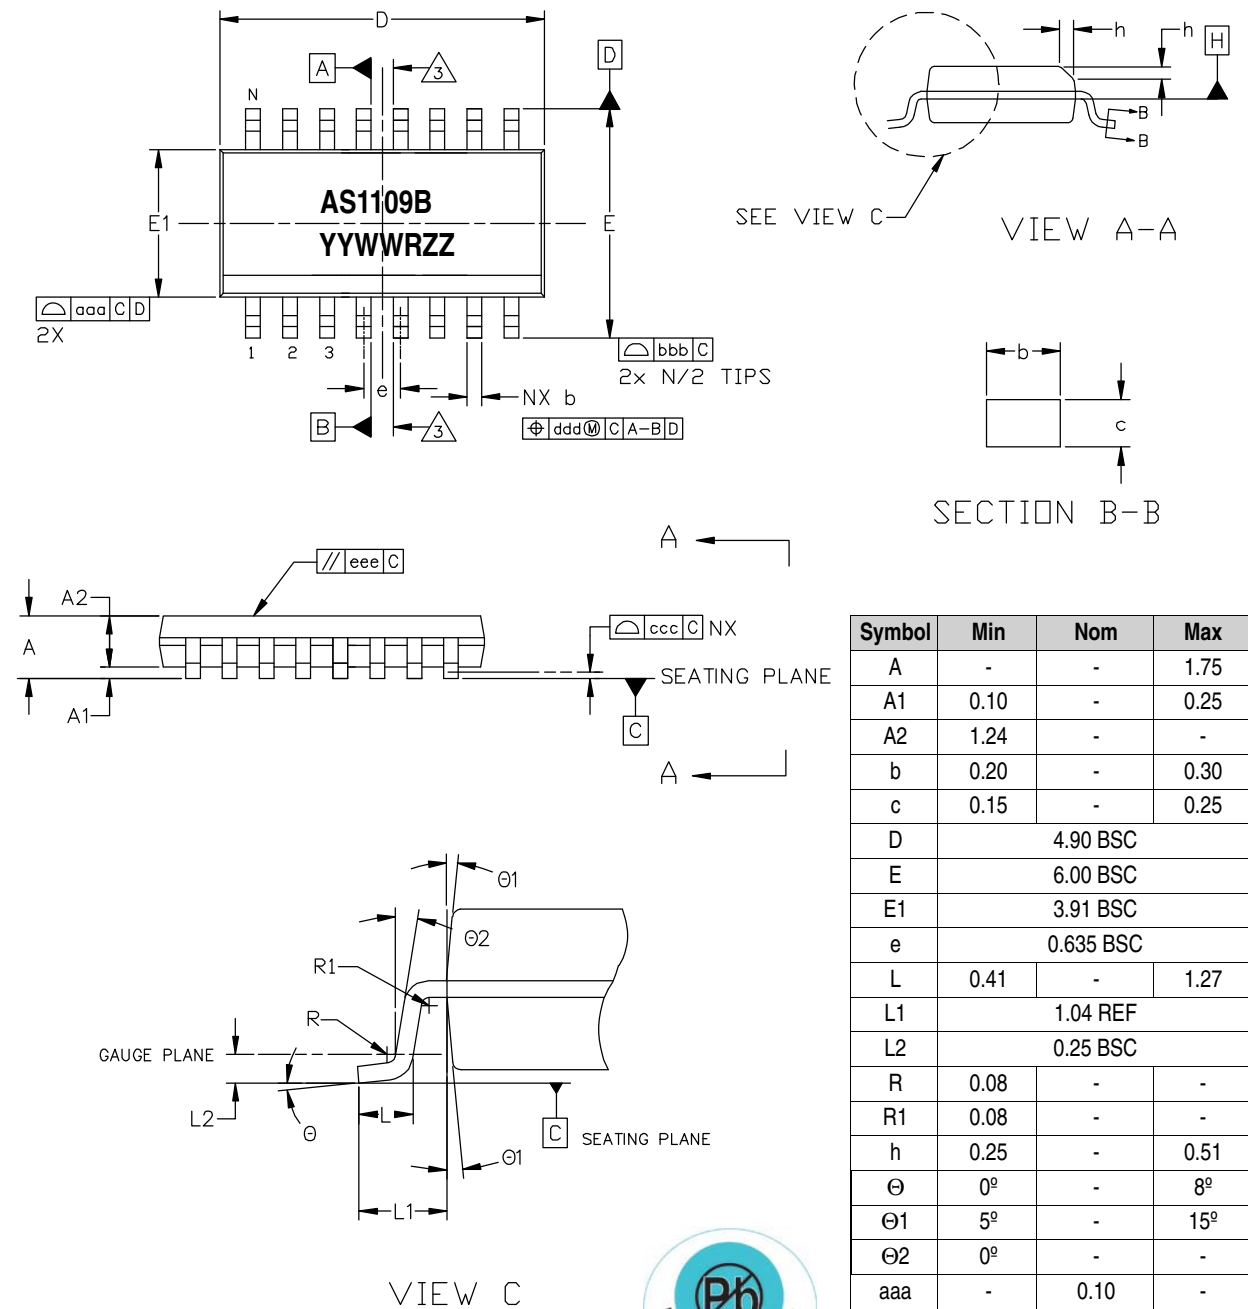 D
A
3
D
N
h
h
H
B
B
E1
AS1109B
YYWWRZZ
E
SEE VIEW C
VIEW A-A
aaa C D
2X
1 2 3
e
bbb C
2x N/2 TIPS
NX b
B
3
ddd Ⓜ C A-B D
b
c
SECTION B-B
A
// eee C
A2
A
A1
ccc C NX
SEATING PLANE
C
A
Θ1
Θ2
R1
R
GAUGE PLANE
L2
Θ
L
C SEATING PLANE
Θ1
L1
VIEW C
Pb
Symbol Min Nom Max
A - - 1.75
A1 0.10 - 0.25
A2 1.24 - -
b 0.20 - 0.30
c 0.15 - 0.25
D 4.90 BSC
E 6.00 BSC
E1 3.91 BSC
e 0.635 BSC
L 0.41 - 1.27
L1 1.04 REF
L2 0.25 BSC
R 0.08 - -
R1 0.08 - -
h 0.25 - 0.51
Θ 0º - 8º
Θ1 5º - 15º
Θ2 0º - -
aaa - 0.10 -